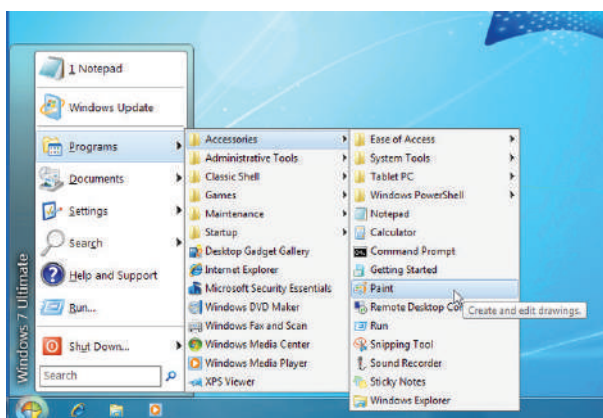 1 Notepad
Windows Update
Programs
Documents
Settings
Search
Help and Support
Run...
Shut Down...
Search
Windows 7 Ultimate
Accessories
Administrative Tools
Classic Shell
Games
Maintenance
Startup
Desktop Gadget Gallery
Internet Explorer
Microsoft Security Essentials
Windows DVD Maker
Windows Fax and Scan
Windows Media Center
Windows Media Player
XPS Viewer
Ease of Access
System Tools
Tablet PC
Windows PowerShell
Notepad
Calculator
Command Prompt
Getting Started
Paint
Remote Desktop Co
Create and edit drawings.
Run
Snipping Tool
Sound Recorder
Sticky Notes
Windows Explorer